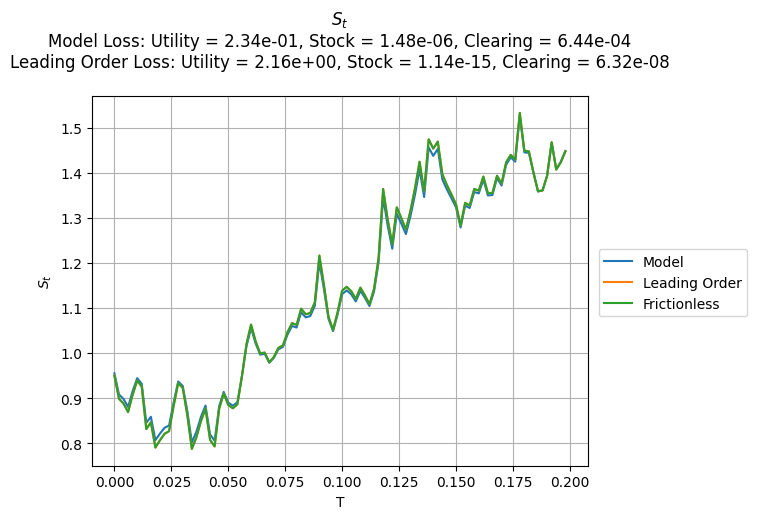 S_t
Model Loss: Utility = 2.34e-01, Stock = 1.48e-06, Clearing = 6.44e-04
Leading Order Loss: Utility = 2.16e+00, Stock = 1.14e-15, Clearing = 6.32e-08
1.5
1.4
1.3
1.2
1.1
1.0
0.9
0.8
S_t
0.000 0.025 0.050 0.075 0.100 0.125 0.150 0.175 0.200
T
Model
Leading Order
Frictionless